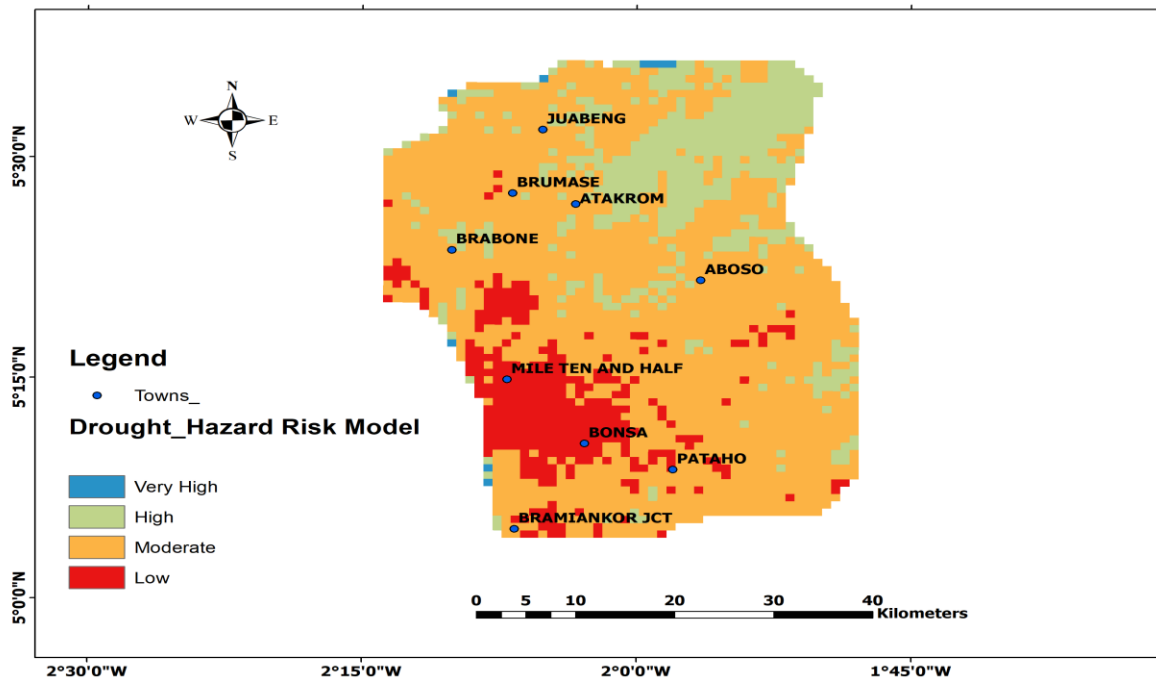 N
W E
S
JUABENG
5°30'0"N
BRUMASE
ATAKROM
BRABONE
ABOSO
Legend
MILE TEN AND HALF
5°15'0"N
Towns_
Drought_Hazard Risk Model
BONSA
PATAHO
Very High
High
BRAMIANKOR JCT
Moderate
Low
5°0'0"N
0 5 10 20 30 40
Kilometers
2°30'0"W 2°15'0"W 2°0'0"W 1°45'0"W